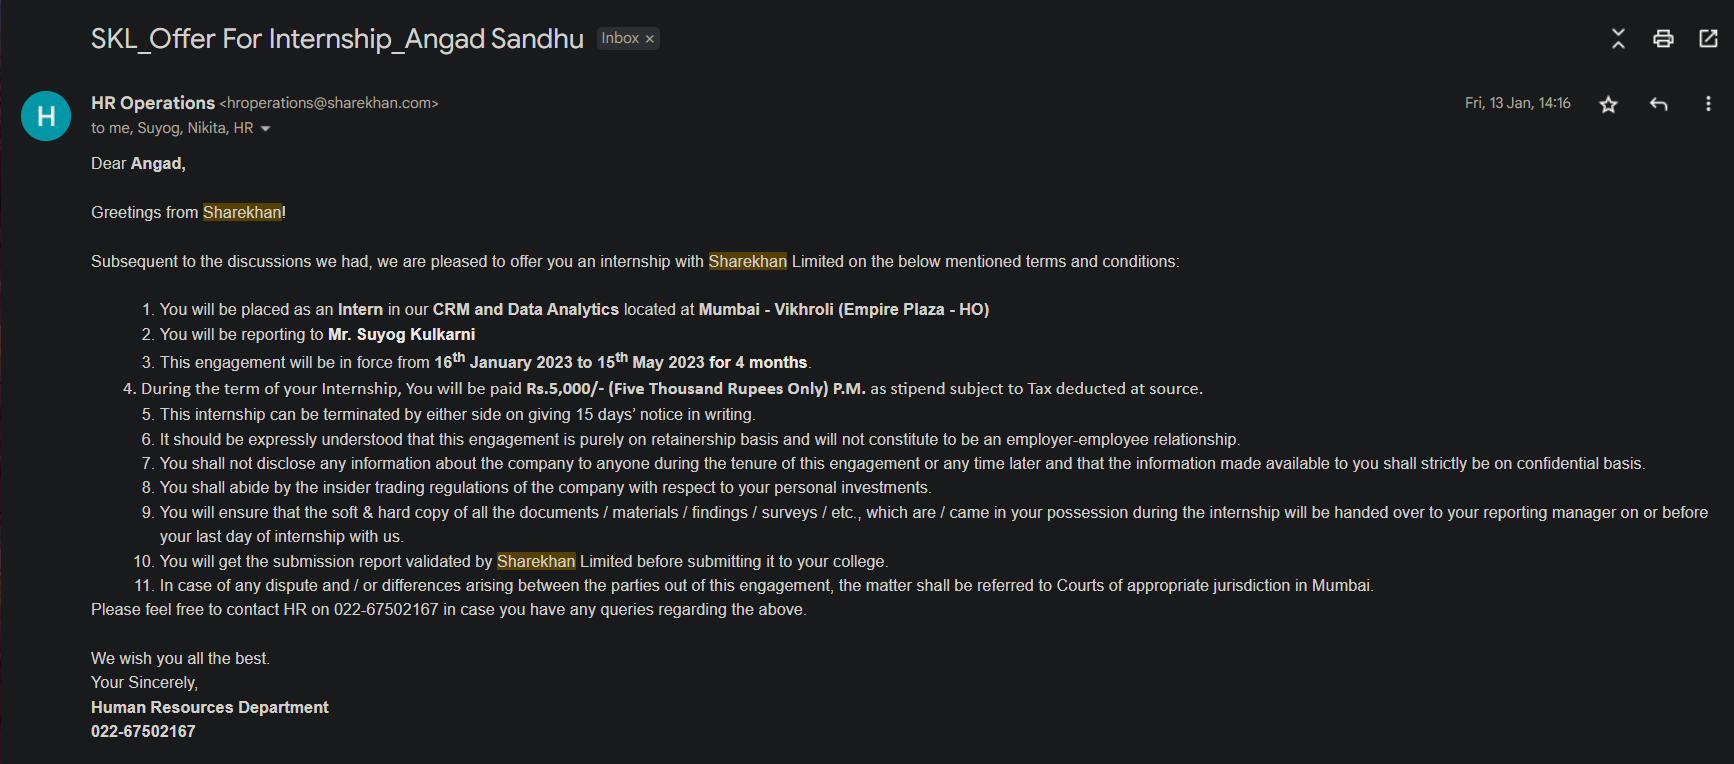 SKL_Offer For Internship_Angad Sandhu Inbox ×
H
HR Operations <hroperations@sharekhan.com> Fri, 13 Jan, 14:16
to me, Suyog, Nikita, HR
Dear Angad,
Greetings from Sharekhan!
Subsequent to the discussions we had, we are pleased to offer you an internship with Sharekhan Limited on the below mentioned terms and conditions:
1. You will be placed as an Intern in our CRM and Data Analytics located at Mumbai - Vikhroli (Empire Plaza - HO)
2. You will be reporting to Mr. Suyog Kulkarni
3. This engagement will be in force from 16th January 2023 to 15th May 2023 for 4 months.
4. During the term of your Internship, You will be paid Rs.5,000/- (Five Thousand Rupees Only) P.M. as stipend subject to Tax deducted at source.
5. This internship can be terminated by either side on giving 15 days’ notice in writing.
6. It should be expressly understood that this engagement is purely on retainership basis and will not constitute to be an employer-employee relationship.
7. You shall not disclose any information about the company to anyone during the tenure of this engagement or any time later and that the information made available to you shall strictly be on confidential basis.
8. You shall abide by the insider trading regulations of the company with respect to your personal investments.
9. You will ensure that the soft & hard copy of all the documents / materials / findings / surveys / etc., which are / came in your possession during the internship will be handed over to your reporting manager on or before
your last day of internship with us.
10. You will get the submission report validated by Sharekhan Limited before submitting it to your college.
11. In case of any dispute and / or differences arising between the parties out of this engagement, the matter shall be referred to Courts of appropriate jurisdiction in Mumbai.
Please feel free to contact HR on 022-67502167 in case you have any queries regarding the above.
We wish you all the best.
Your Sincerely,
Human Resources Department
022-67502167